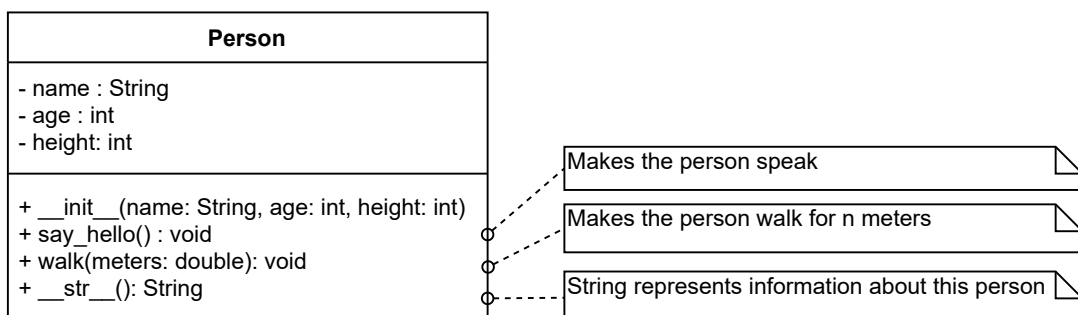 Person
- name : String
- age : int
- height: int
+ __init__(name: String, age: int, height: int)
+ say_hello() : void
+ walk(meters: double): void
+ __str__(): String
Makes the person speak
Makes the person walk for n meters
String represents information about this person